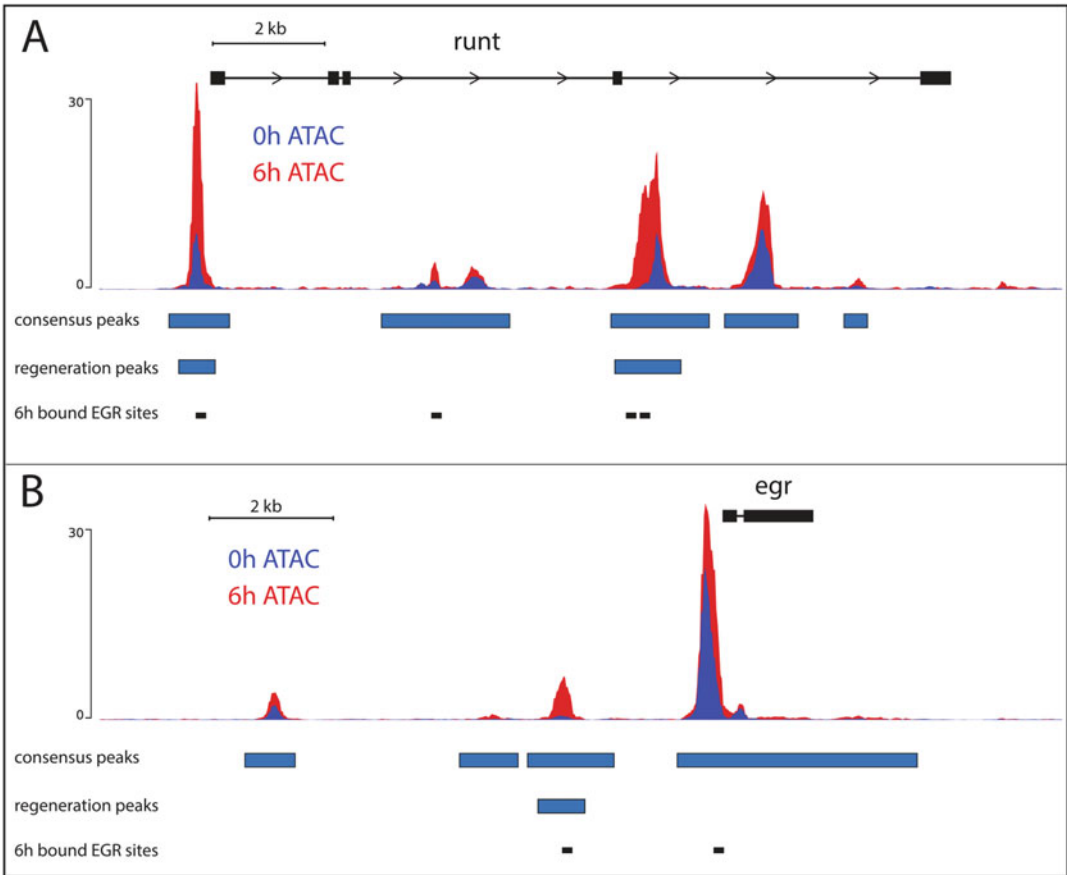 A
2 kb
runt
30
0h ATAC
6h ATAC
0
consensus peaks
regeneration peaks
6h bound EGR sites
B
egr
2 kb
30
0h ATAC
6h ATAC
0
consensus peaks
regeneration peaks
6h bound EGR sites